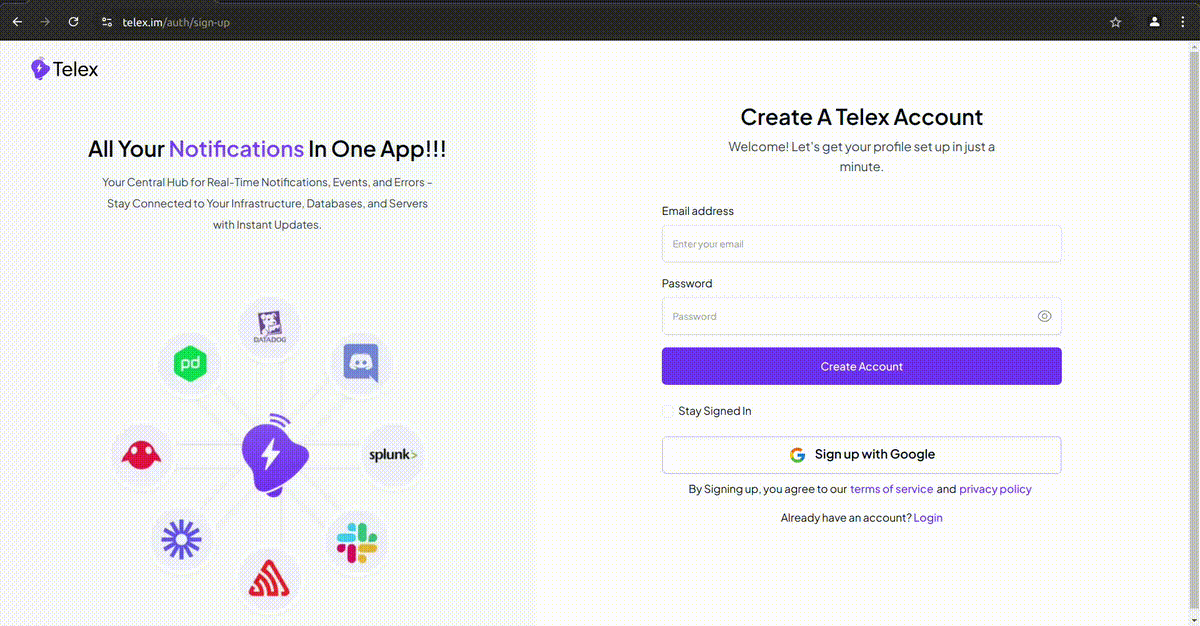 telex.im/auth/sign-up
Telex
All Your Notifications In One App!!!
Your Central Hub for Real-Time Notifications, Events, and Errors –
Stay Connected to Your Infrastructure, Databases, and Servers
with Instant Updates.
DATADOG
pd
splunk>
Create A Telex Account
Welcome! Let's get your profile set up in just a
minute.
Email address
Enter your email
Password
Password
Create Account
Stay Signed In
Sign up with Google
By Signing up, you agree to our terms of service and privacy policy
Already have an account? Login